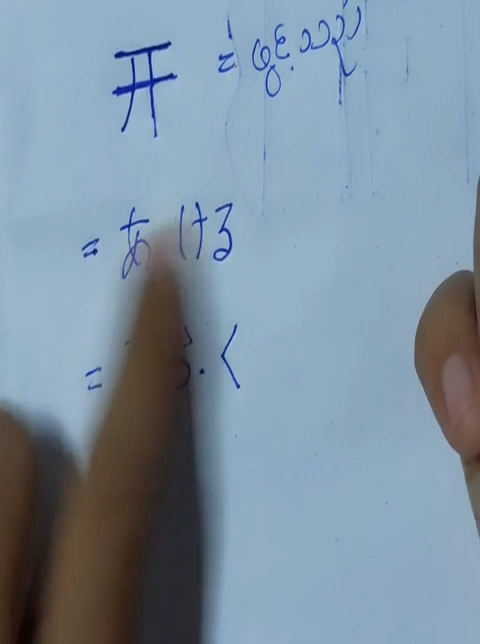 开 = ဖွင့်သည်
= あける
= く